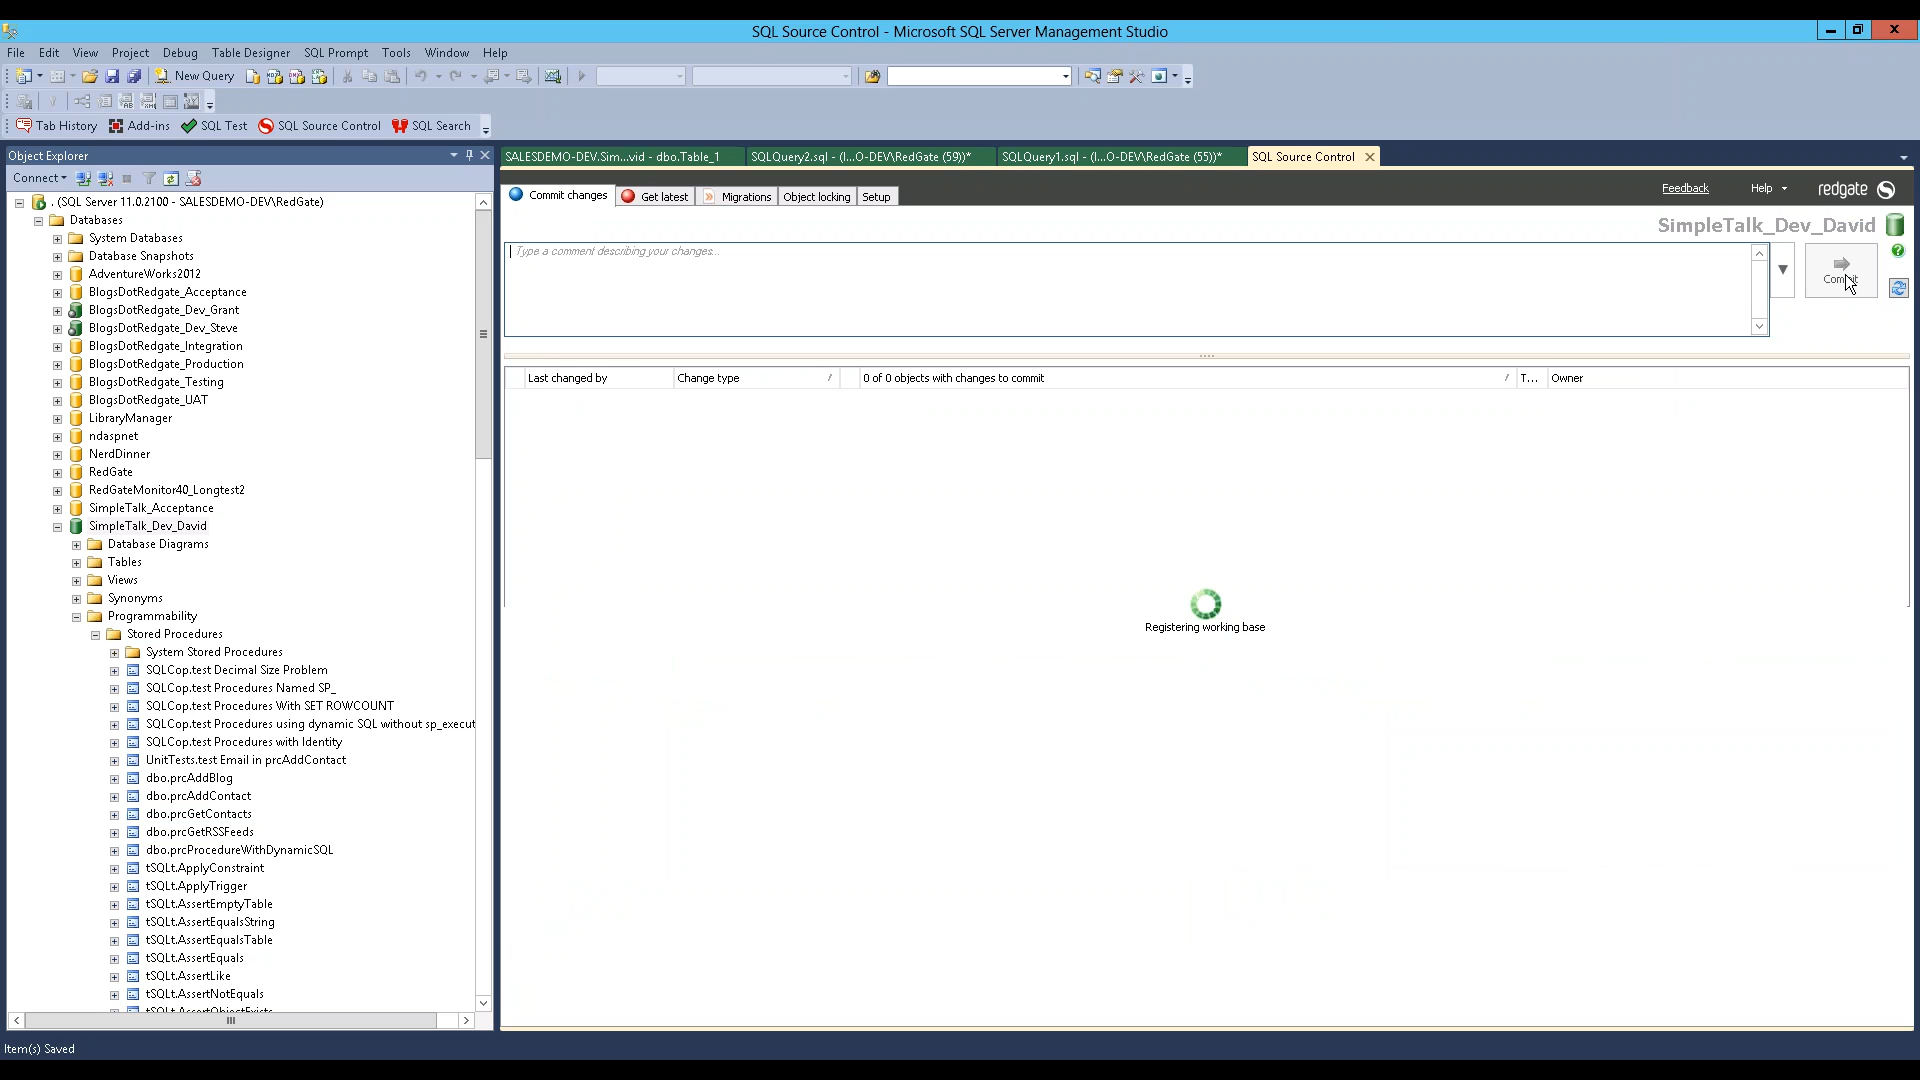 SQL Source Control - Microsoft SQL Server Management Studio
File Edit View Project Debug Table Designer SQL Prompt Tools Window Help
New Query
Tab History Add-ins SQL Test SQL Source Control SQL Search
Object Explorer
Connect
. (SQL Server 11.0.2100 - SALESDEMO-DEV\RedGate)
Databases
System Databases
Database Snapshots
AdventureWorks2012
BlogsDotRedgate_Acceptance
BlogsDotRedgate_Dev_Grant
BlogsDotRedgate_Dev_Steve
BlogsDotRedgate_Integration
BlogsDotRedgate_Production
BlogsDotRedgate_Testing
BlogsDotRedgate_UAT
LibraryManager
ndaspnet
NerdDinner
RedGate
RedGateMonitor40_Longtest2
SimpleTalk_Acceptance
SimpleTalk_Dev_David
Database Diagrams
Tables
Views
Synonyms
Programmability
Stored Procedures
System Stored Procedures
SQLCop.test Decimal Size Problem
SQLCop.test Procedures Named SP_
SQLCop.test Procedures With SET ROWCOUNT
SQLCop.test Procedures using dynamic SQL without sp_execut
SQLCop.test Procedures with Identity
UnitTests.test Email in prcAddContact
dbo.prcAddBlog
dbo.prcAddContact
dbo.prcGetContacts
dbo.prcGetRSSFeeds
dbo.prcProcedureWithDynamicSQL
tSQLt.ApplyConstraint
tSQLt.ApplyTrigger
tSQLt.AssertEmptyTable
tSQLt.AssertEqualsString
tSQLt.AssertEqualsTable
tSQLt.AssertEquals
tSQLt.AssertLike
tSQLt.AssertNotEquals
tSQLt.AssertObjectExists
SALESDEMO-DEV.Sim...vid - dbo.Table_1 SQLQuery2.sql - (l...O-DEV\RedGate (59))* SQLQuery1.sql - (l...O-DEV\RedGate (55))* SQL Source Control
Commit changes Get latest Migrations Object locking Setup
Feedback Help redgate
SimpleTalk_Dev_David
Type a comment describing your changes...
Commit
Last changed by Change type 0 of 0 objects with changes to commit T... Owner
Registering working base
Item(s) Saved